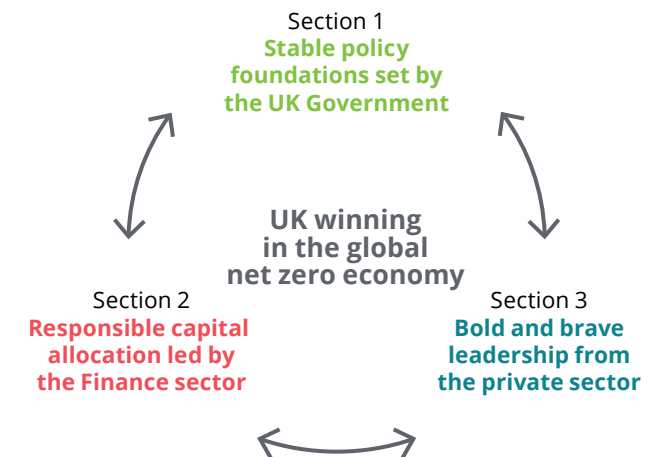 Section 1
Stable policy
foundations set by
the UK Government
UK winning
in the global
net zero economy
Section 2
Responsible capital
allocation led by
the Finance sector
Section 3
Bold and brave
leadership from
the private sector